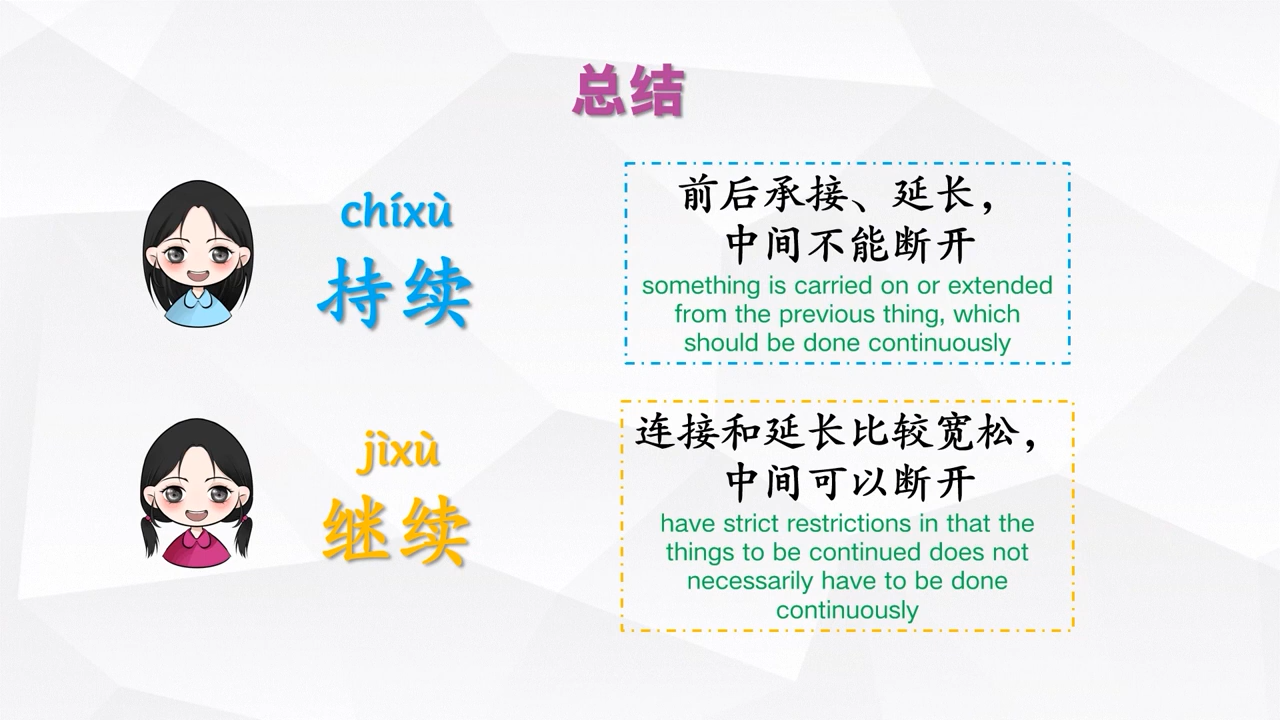 总结
chíxù
持续
前后承接、延长，
中间不能断开
something is carried on or extended
from the previous thing, which
should be done continuously
jìxù
继续
连接和延长比较宽松，
中间可以断开
have strict restrictions in that the
things to be continued does not
necessarily have to be done
continuously